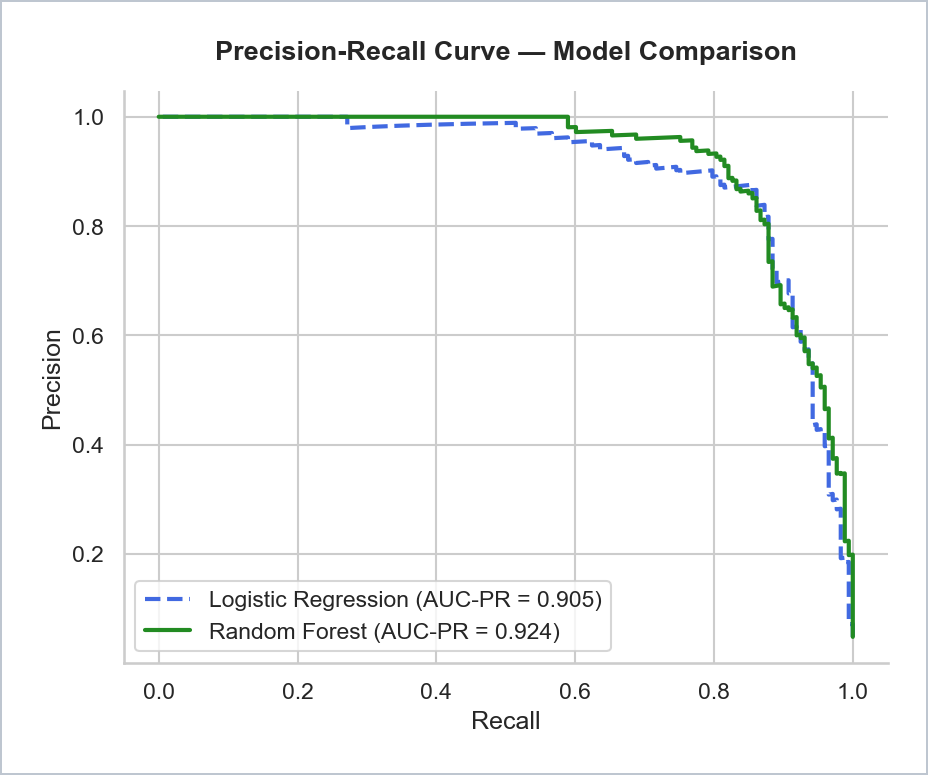 Precision-Recall Curve — Model Comparison
1.0
0.8
0.6
0.4
0.2
Precision
Logistic Regression (AUC-PR = 0.905)
Random Forest (AUC-PR = 0.924)
0.0 0.2 0.4 0.6 0.8 1.0
Recall